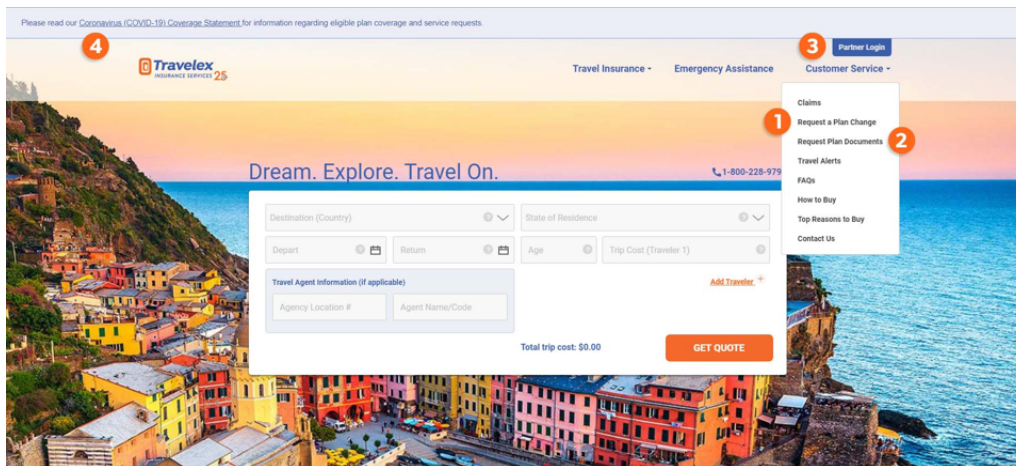 Please read our Coronavirus (COVID-19) Coverage Statement for information regarding eligible plan coverage and service requests.
4
3
Partner Login
Travelex
INSURANCE SERVICES 25
Travel Insurance
Emergency Assistance
Customer Service
Claims
1
Request a Plan Change
Request Plan Documents
2
Travel Alerts
FAQs
How to Buy
Top Reasons to Buy
Contact Us
Dream. Explore. Travel On.
1-800-228-979
Destination (Country)
State of Residence
Depart
Return
Age
Trip Cost (Traveler 1)
Travel Agent Information (if applicable)
Add Traveler +
Agency Location #
Agent Name/Code
Total trip cost: $0.00
GET QUOTE